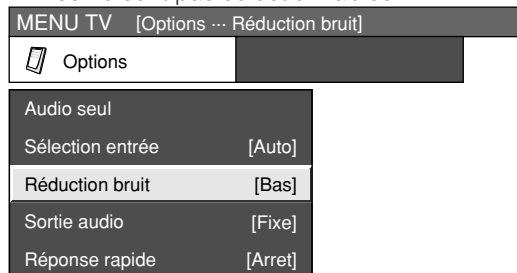 MENU TV [Options ··· Réduction bruit]
Options
Audio seul
Sélection entrée [Auto]
Réduction bruit [Bas]
Sortie audio [Fixe]
Réponse rapide [Arret]